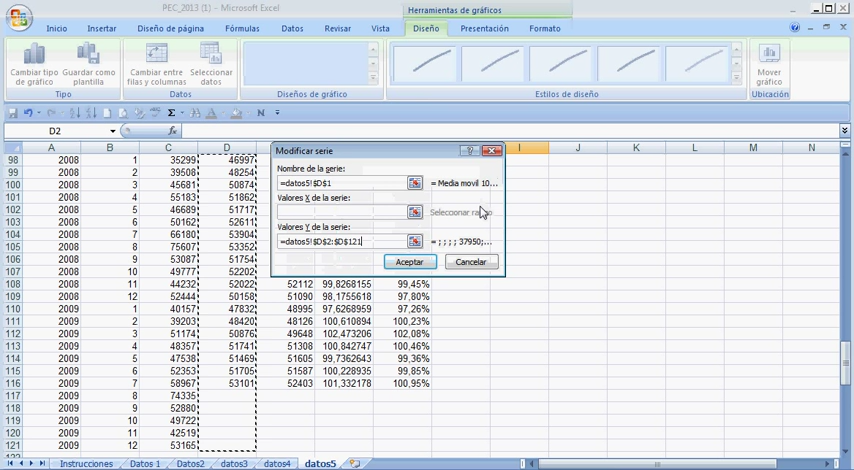 PEC_2013 (1) - Microsoft Excel
Herramientas de gráficos
Inicio Insertar Diseño de página Fórmulas Datos Revisar Vista Diseño Presentación Formato
Cambiar tipo de gráfico Guardar como plantilla Cambiar entre filas y columnas Seleccionar datos Mover gráfico
Tipo Datos Diseños de gráfico Estilos de diseño Ubicación
D2 fx
A B C D I J K L M N
98 2008 1 35299 46997
99 2008 2 39508 48254
100 2008 3 45681 50874
101 2008 4 55183 51862
102 2008 5 46689 51717
103 2008 6 50162 52611
104 2008 7 66180 53904
105 2008 8 75607 53352
106 2008 9 53087 51754
107 2008 10 49777 52202
108 2008 11 44232 52022 52112 99,8268155 99,45%
109 2008 12 52444 50158 51090 98,1755618 97,80%
110 2009 1 40157 47832 48995 97,6268959 97,26%
111 2009 2 39203 48420 48126 100,610894 100,23%
112 2009 3 51174 50876 49648 102,473206 102,08%
113 2009 4 48357 51741 51308 100,842747 100,46%
114 2009 5 47538 51469 51605 99,7362643 99,36%
115 2009 6 52353 51705 51587 100,228935 99,85%
116 2009 7 58967 53101 52403 101,332178 100,95%
117 2009 8 74335
118 2009 9 52880
119 2009 10 49722
120 2009 11 42519
121 2009 12 53165
Modificar serie
Nombre de la serie:
=datos5!$D$1 = Media movil 10...
Valores X de la serie:
Seleccionar rango
Valores Y de la serie:
=datos5!$D$2:$D$121 = ; ; ; ; 37950;...
Aceptar Cancelar
Instrucciones Datos 1 Datos2 datos3 datos4 datos5